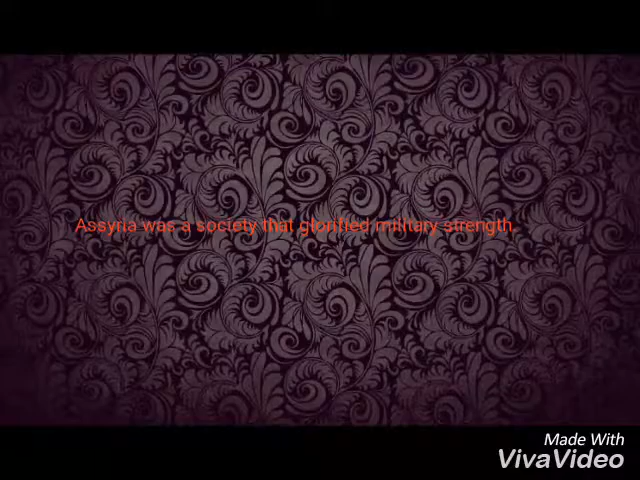 Assyria was a society that glorified military strength.
Made With
VivaVideo